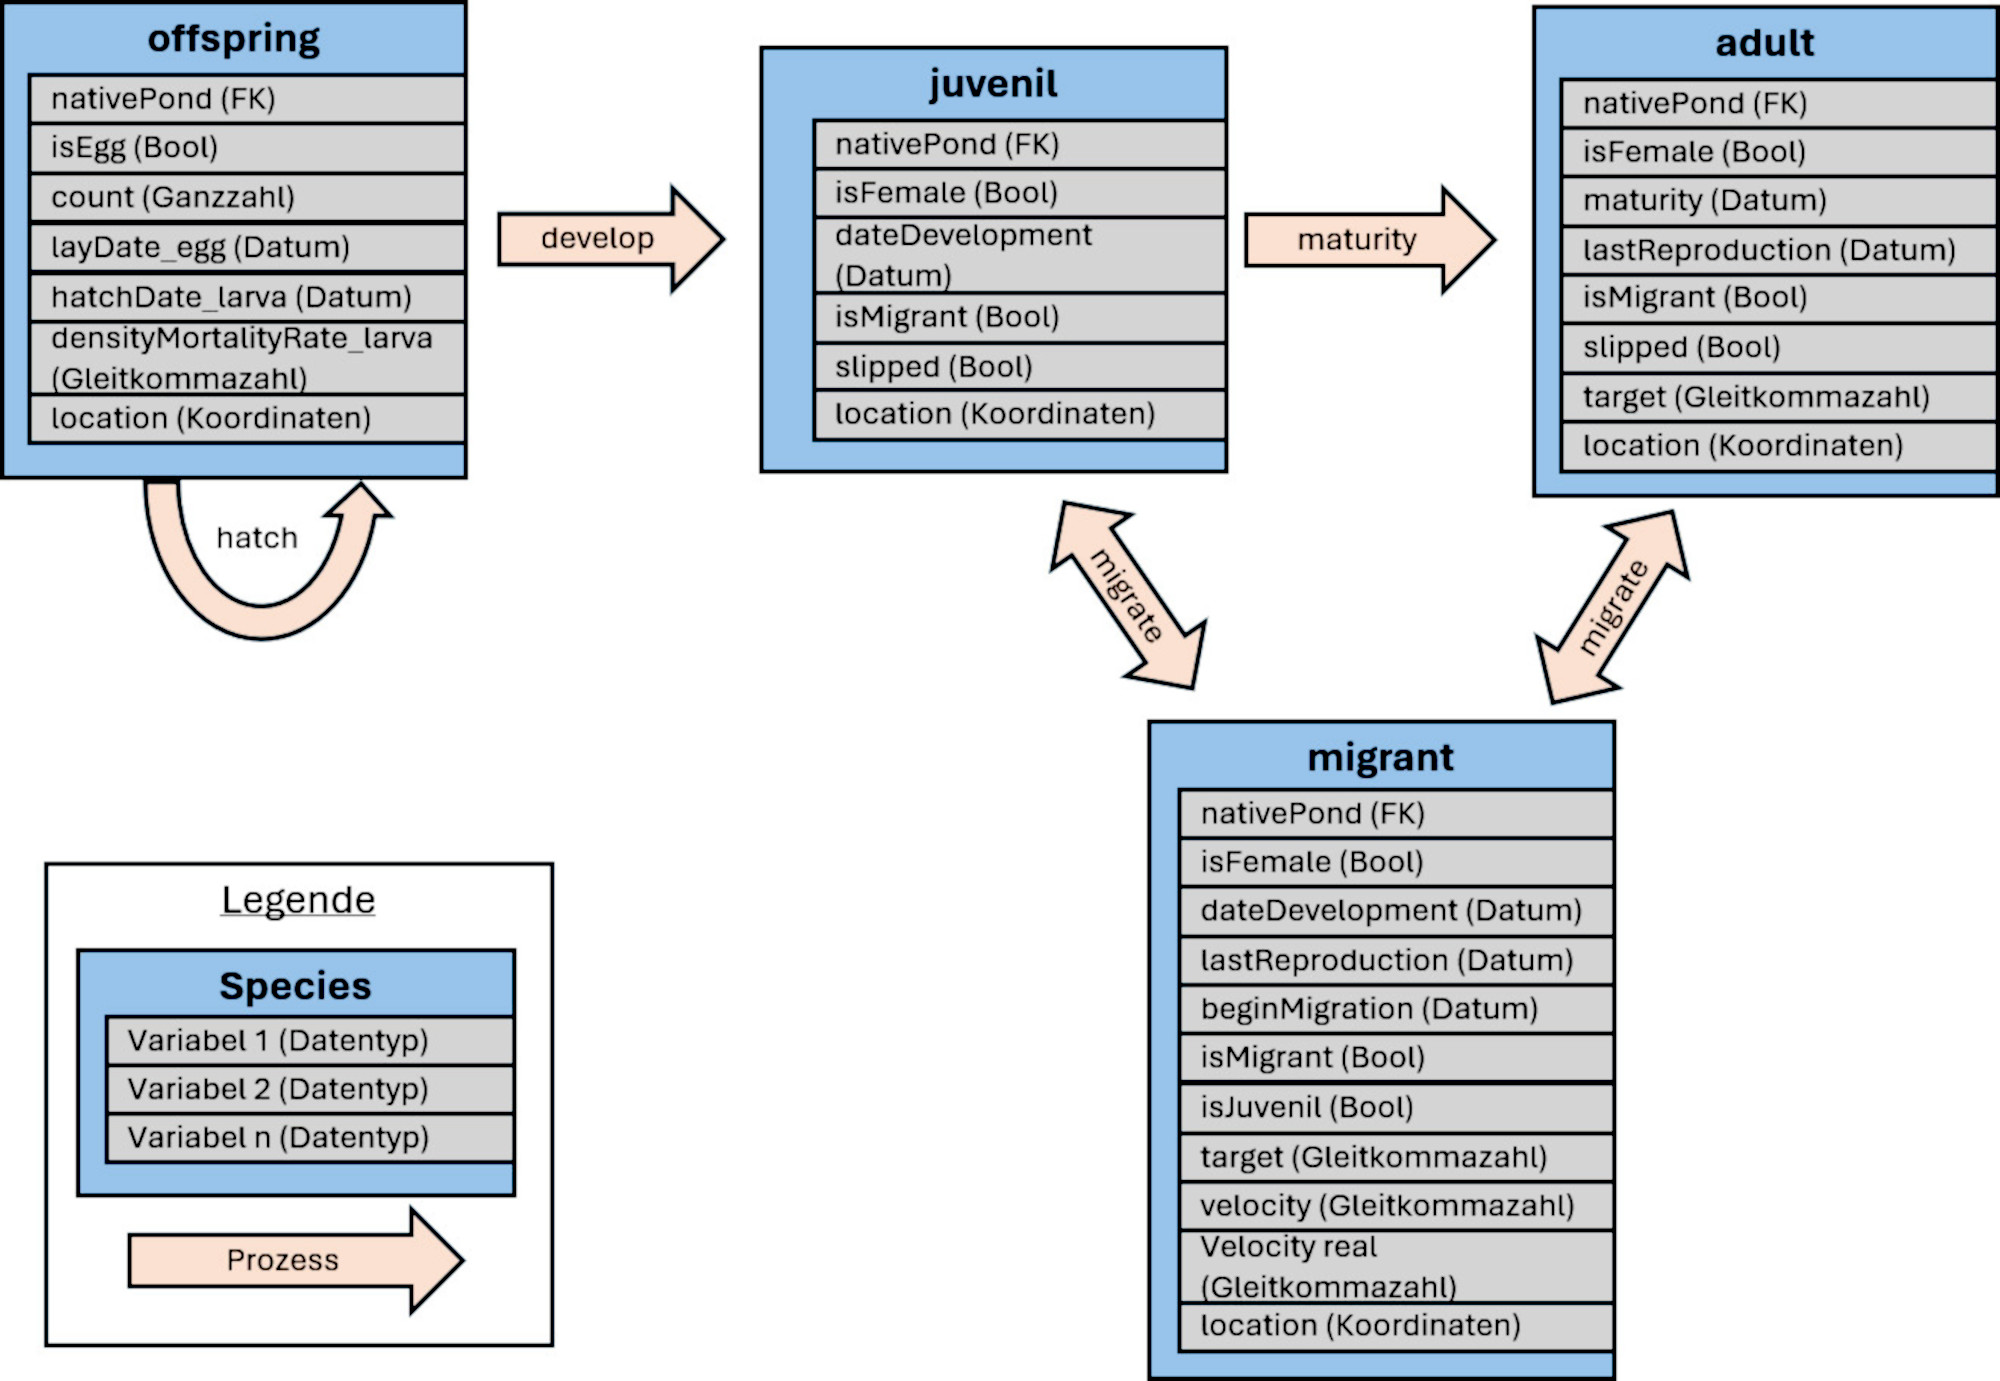 offspring
nativePond (FK)
isEgg (Bool)
count (Ganzzahl)
layDate_egg (Datum)
hatchDate_larva (Datum)
densityMortalityRate_larva
(Gleitkommazahl)
location (Koordinaten)
hatch
develop
juvenil
nativePond (FK)
isFemale (Bool)
dateDevelopment
(Datum)
isMigrant (Bool)
slipped (Bool)
location (Koordinaten)
maturity
adult
nativePond (FK)
isFemale (Bool)
maturity (Datum)
lastReproduction (Datum)
isMigrant (Bool)
slipped (Bool)
target (Gleitkommazahl)
location (Koordinaten)
migrate
migrate
migrant
nativePond (FK)
isFemale (Bool)
dateDevelopment (Datum)
lastReproduction (Datum)
beginMigration (Datum)
isMigrant (Bool)
isJuvenil (Bool)
target (Gleitkommazahl)
velocity (Gleitkommazahl)
Velocity real
(Gleitkommazahl)
location (Koordinaten)
Legende
Species
Variabel 1 (Datentyp)
Variabel 2 (Datentyp)
Variabel n (Datentyp)
Prozess